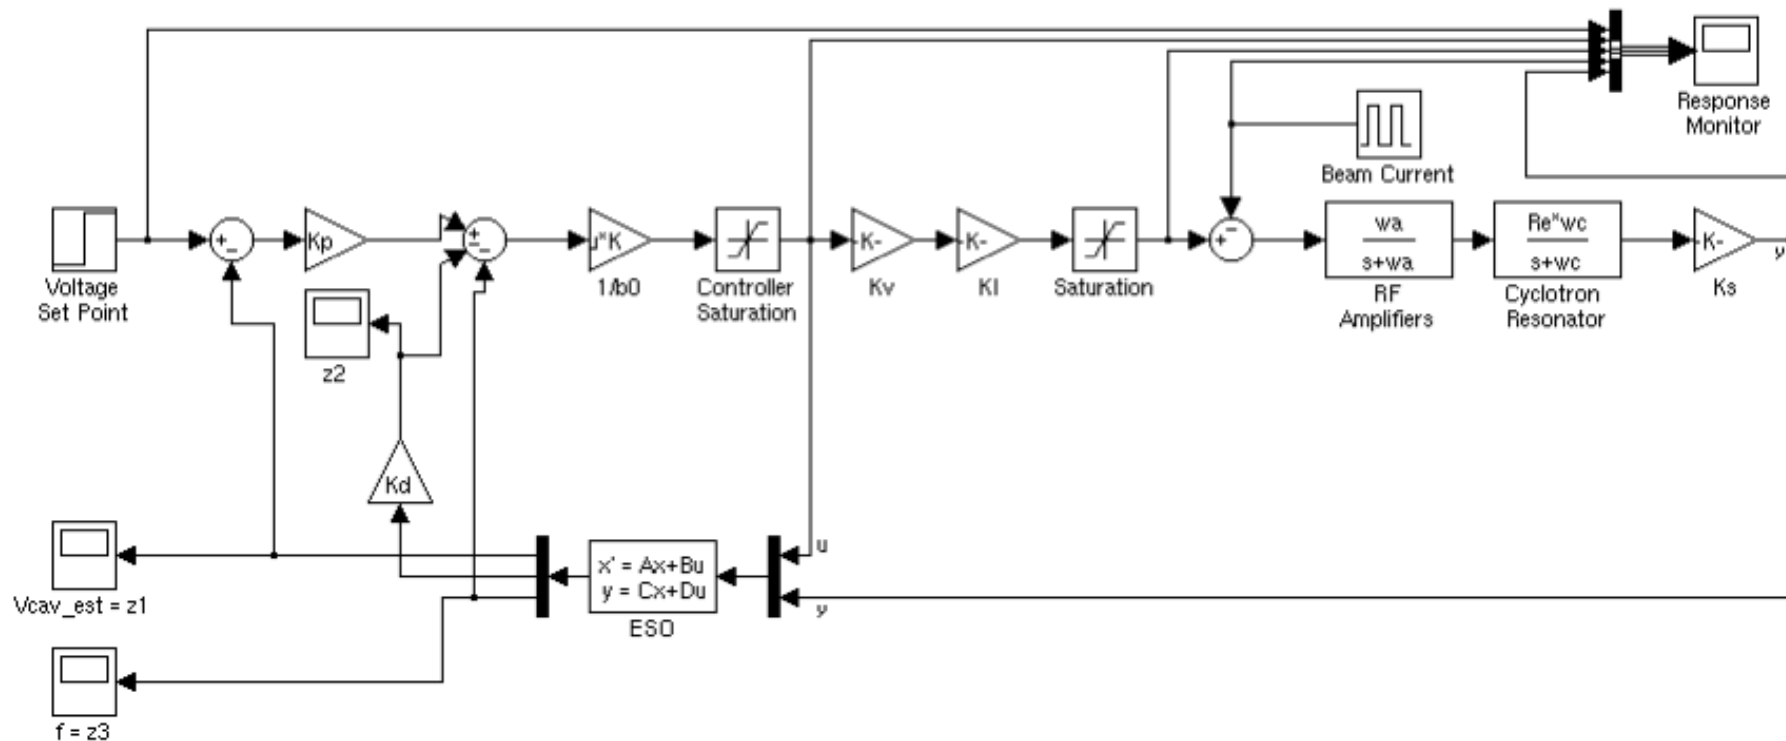 Response
Monitor
Beam Current
+
-
Kp
+
-
-
u*K
-K-
-K-
+
-
wa
s+wa
Re*wc
s+wc
-K-
y
Voltage
Set Point
1/b0
Controller
Saturation
Kv
KI
Saturation
RF
Amplifiers
Cyclotron
Resonator
Ks
z2
Kd
x' = Ax+Bu
y = Cx+Du
ESO
u
y
Vcav_est = z1
f = z3